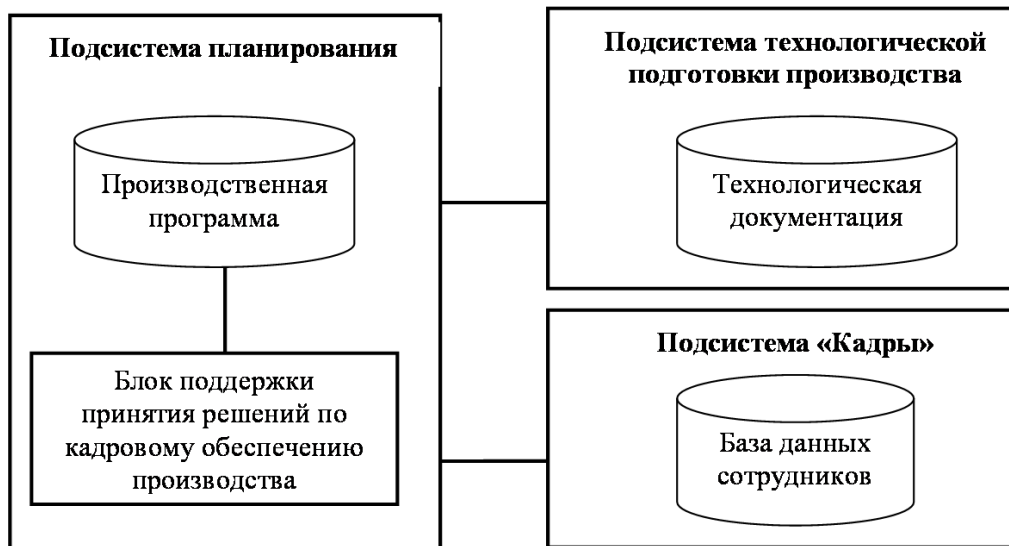 Подсистема планирования
Производственная
программа
Блок поддержки
принятия решений по
кадровому обеспечению
производства
Подсистема технологической
подготовки производства
Технологическая
документация
Подсистема «Кадры»
База данных
сотрудников